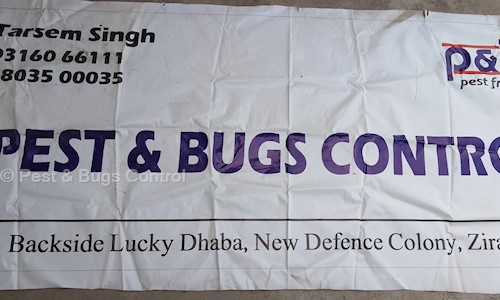 Tarsem Singh
93160 66111
8035 00035
p&
pest fr
PEST & BUGS CONTRO
© Pest & Bugs Control
Backside Lucky Dhaba, New Defence Colony, Zira